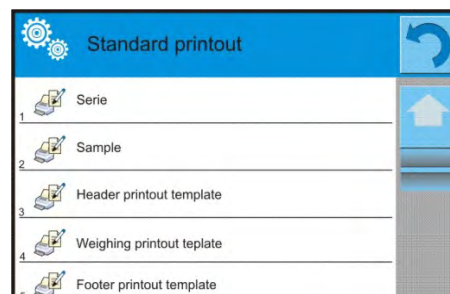 Standard printout
1 Serie
2 Sample
3 Header printout template
4 Weighing printout teplate
Footer printout template